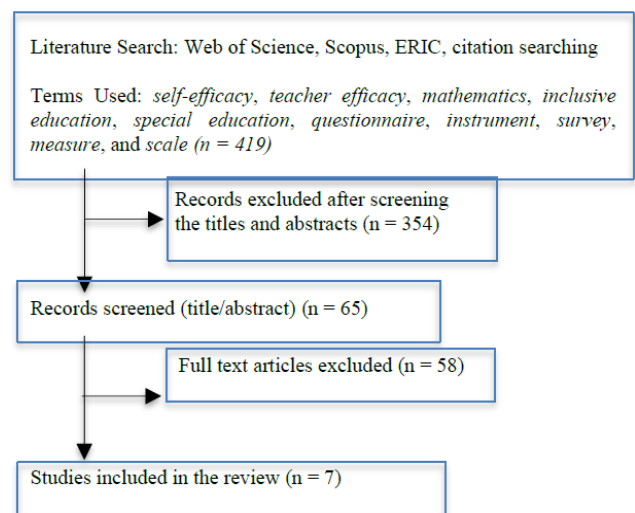 Literature Search: Web of Science, Scopus, ERIC, citation searching
Terms Used: self-efficacy, teacher efficacy, mathematics, inclusive
education, special education, questionnaire, instrument, survey,
measure, and scale (n = 419)
Records excluded after screening
the titles and abstracts (n = 354)
Records screened (title/abstract) (n = 65)
Full text articles excluded (n = 58)
Studies included in the review (n = 7)